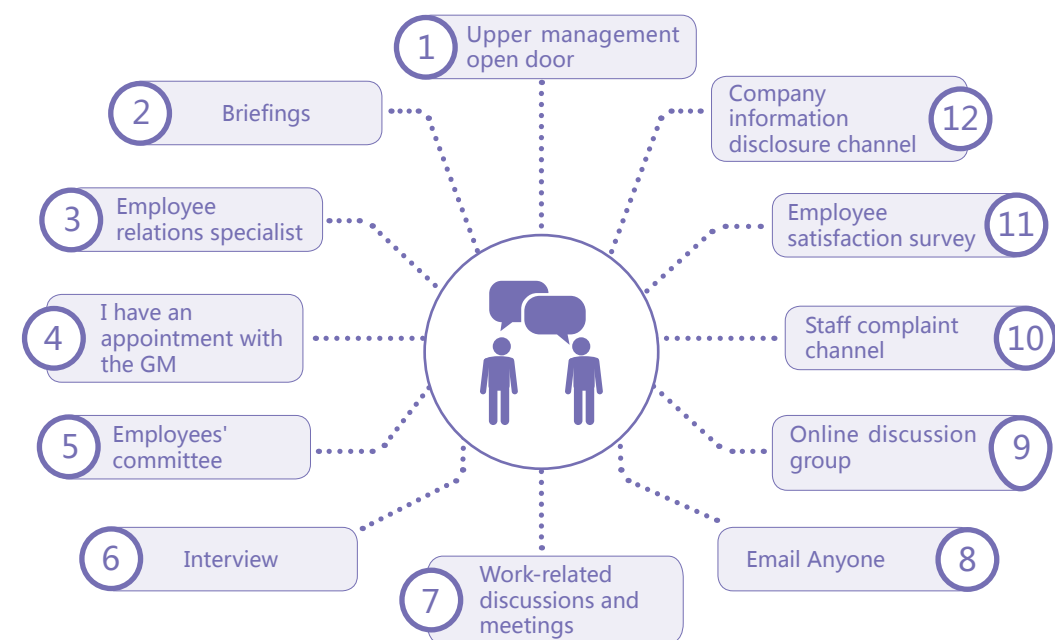 1
Upper management
open door
2
Briefings
3
Employee
relations specialist
4
I have an
appointment with
the GM
5
Employees'
committee
6
Interview
7
Work-related
discussions and
meetings
8
Email Anyone
9
Online discussion
group
10
Staff complaint
channel
11
Employee
satisfaction survey
12
Company
information
disclosure channel